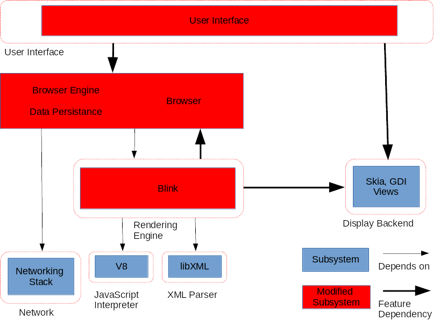 User Interface
User Interface
Browser Engine
Browser
Data Persistance
Blink
Skia, GDI
Views
Rendering
Engine
Display Backend
Networking
Stack
V8
libXML
Network
JavaScript
Interpreter
XML Parser
Subsystem
Depends on
Modified
Subsystem
Feature
Dependency